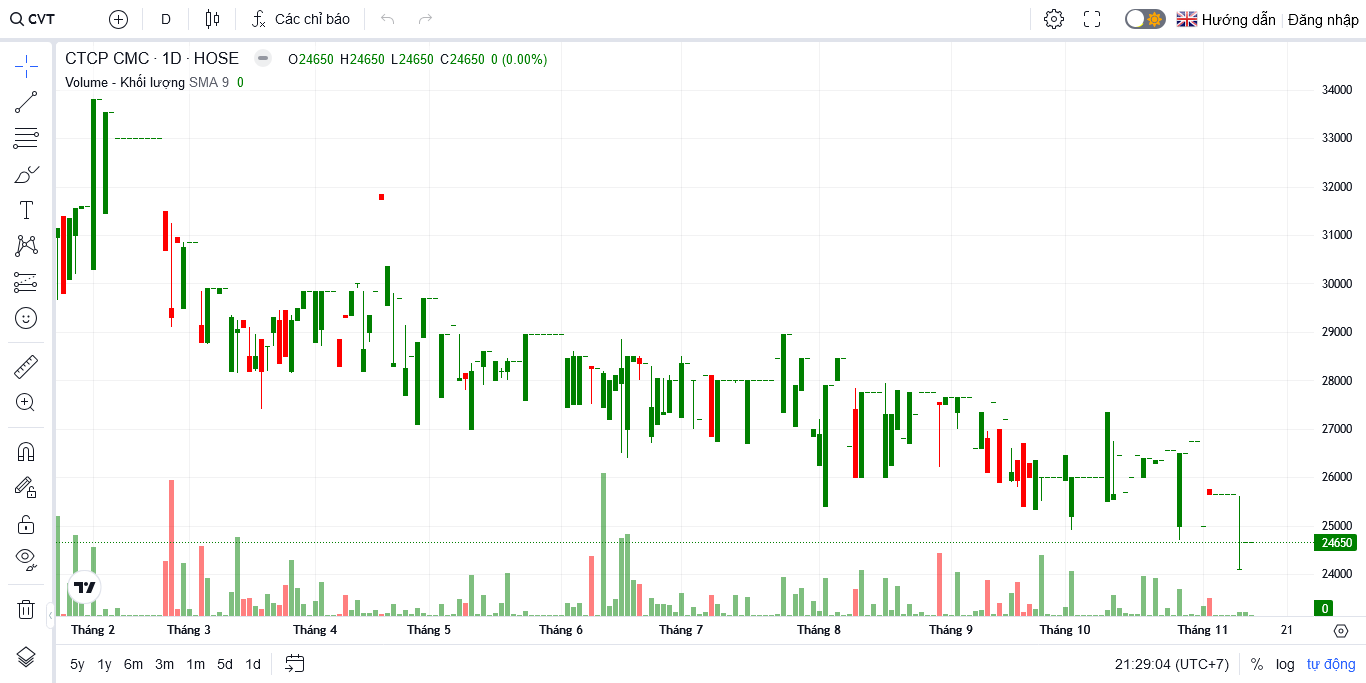 CVT D Các chỉ báo Hướng dẫn Đăng nhập
CTCP CMC · 1D · HOSE O24650 H24650 L24650 C24650 0 (0.00%)
Volume - Khối lượng SMA 9 0
34000
33000
32000
31000
30000
29000
28000
27000
26000
25000
24650
24000
0
Tháng 2 Tháng 3 Tháng 4 Tháng 5 Tháng 6 Tháng 7 Tháng 8 Tháng 9 Tháng 10 Tháng 11 21
5y 1y 6m 3m 1m 5d 1d 21:29:04 (UTC+7) % log tự động